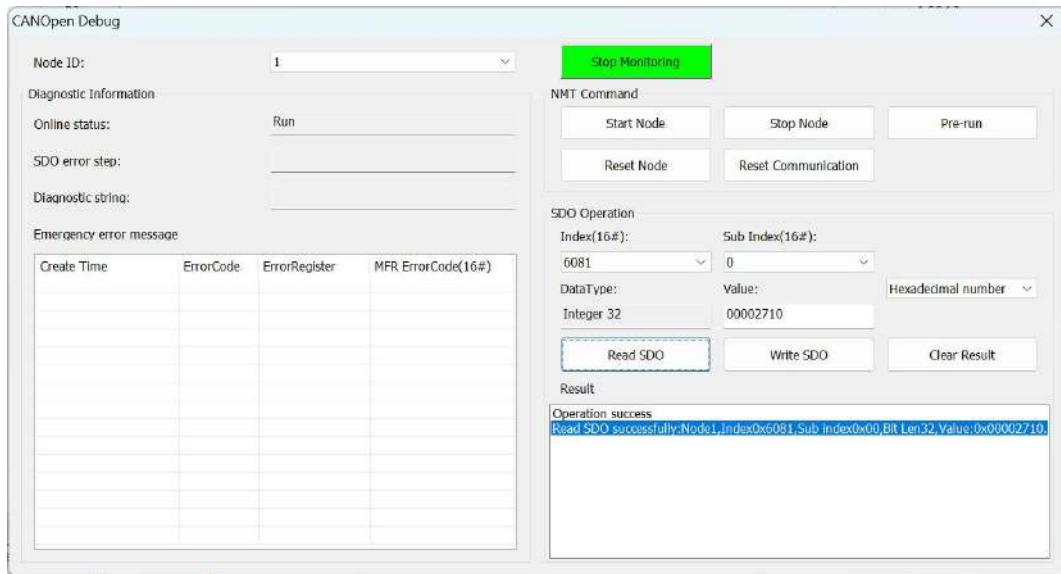 CANOpen Debug
Node ID:
1
Stop Monitoring
Diagnostic Information
Online status:
Run
SDO error step:
Diagnostic string:
Emergency error message
Create Time ErrorCode ErrorRegister MFR ErrorCode(16#)
NMT Command
Start Node Stop Node Pre-run
Reset Node Reset Communication
SDO Operation
Index(16#): Sub Index(16#):
6081 0
DataType: Value: Hexadecimal number
Integer 32 00002710
Read SDO Write SDO Clear Result
Result
Operation success
Read SDO successfully:Node1,Index0x6081,Sub index0x00,Bit Len32,Value:0x00002710.